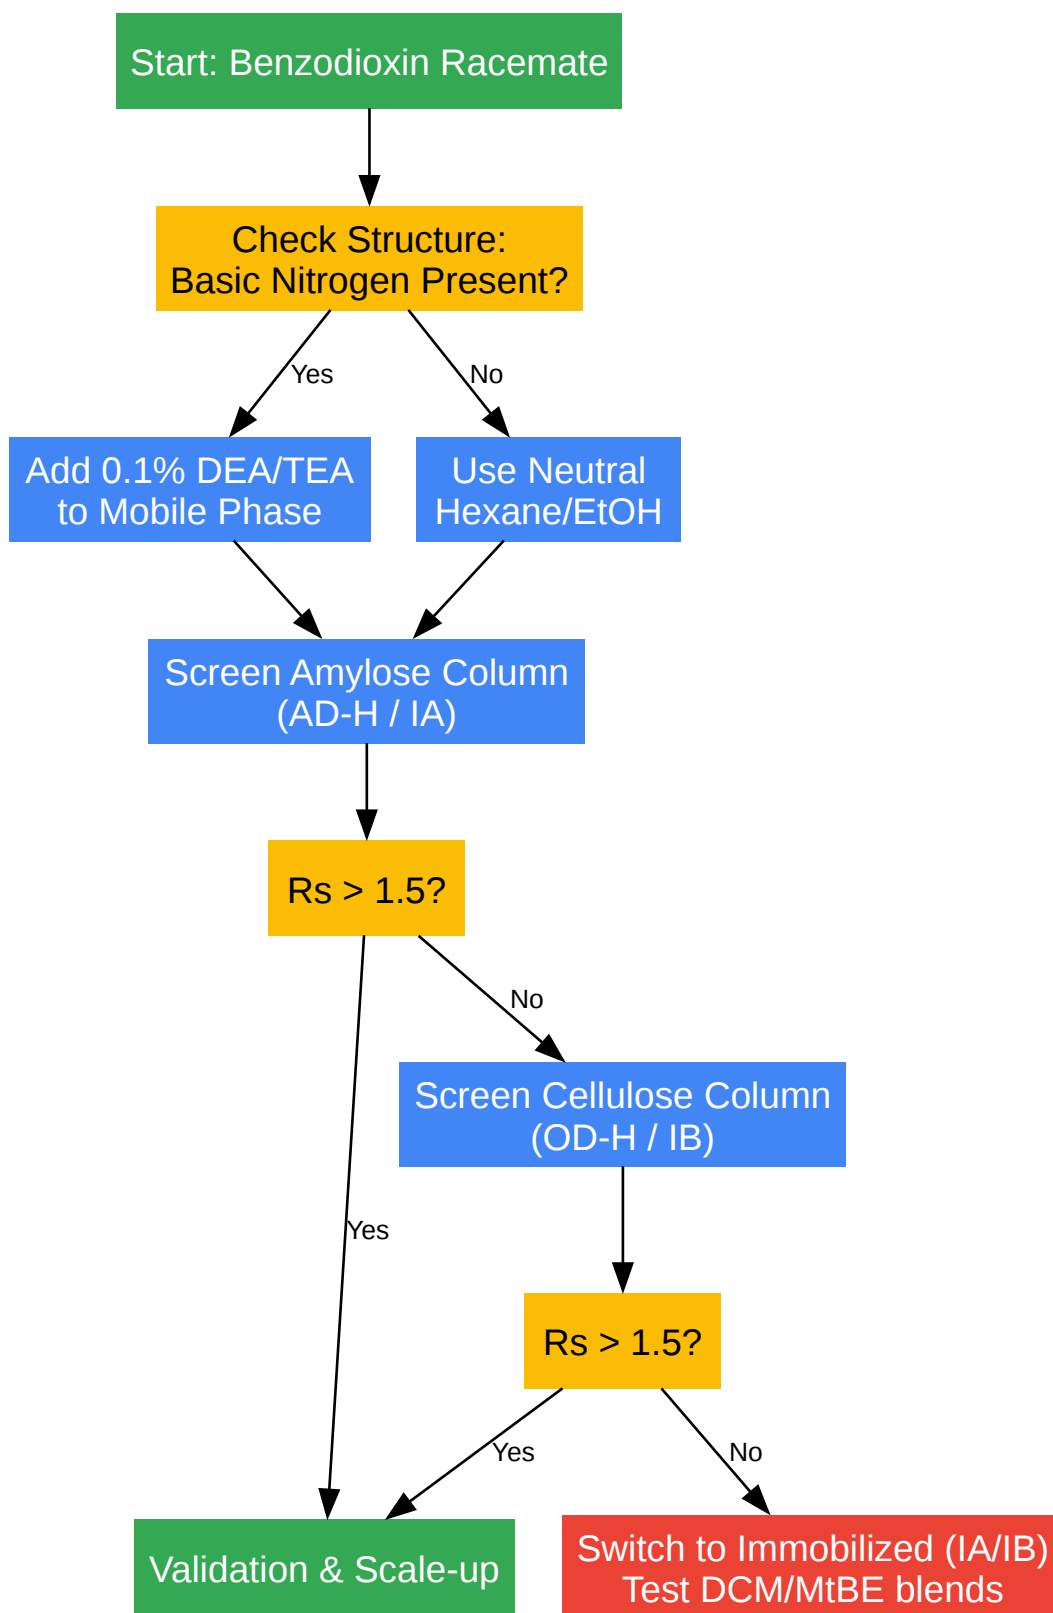 Start: Benzodioxin Racemate
Check Structure:
Basic Nitrogen Present?
Yes
No
Add 0.1% DEA/TEA
to Mobile Phase
Use Neutral
Hexane/EtOH
Screen Amylose Column
(AD-H / IA)
Rs > 1.5?
No
Screen Cellulose Column
(OD-H / IB)
Yes
Rs > 1.5?
Yes
No
Validation & Scale-up
Switch to Immobilized (IA/IB)
Test DCM/MtBE blends